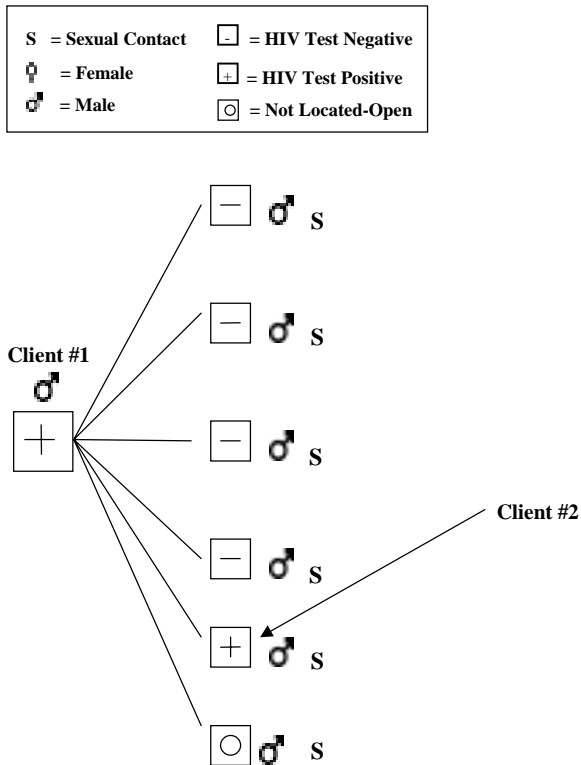 S = Sexual Contact
- = HIV Test Negative
♀ = Female
+ = HIV Test Positive
♂ = Male
○ = Not Located-Open
S
S
Client #1
S
Client #2
S
S
S